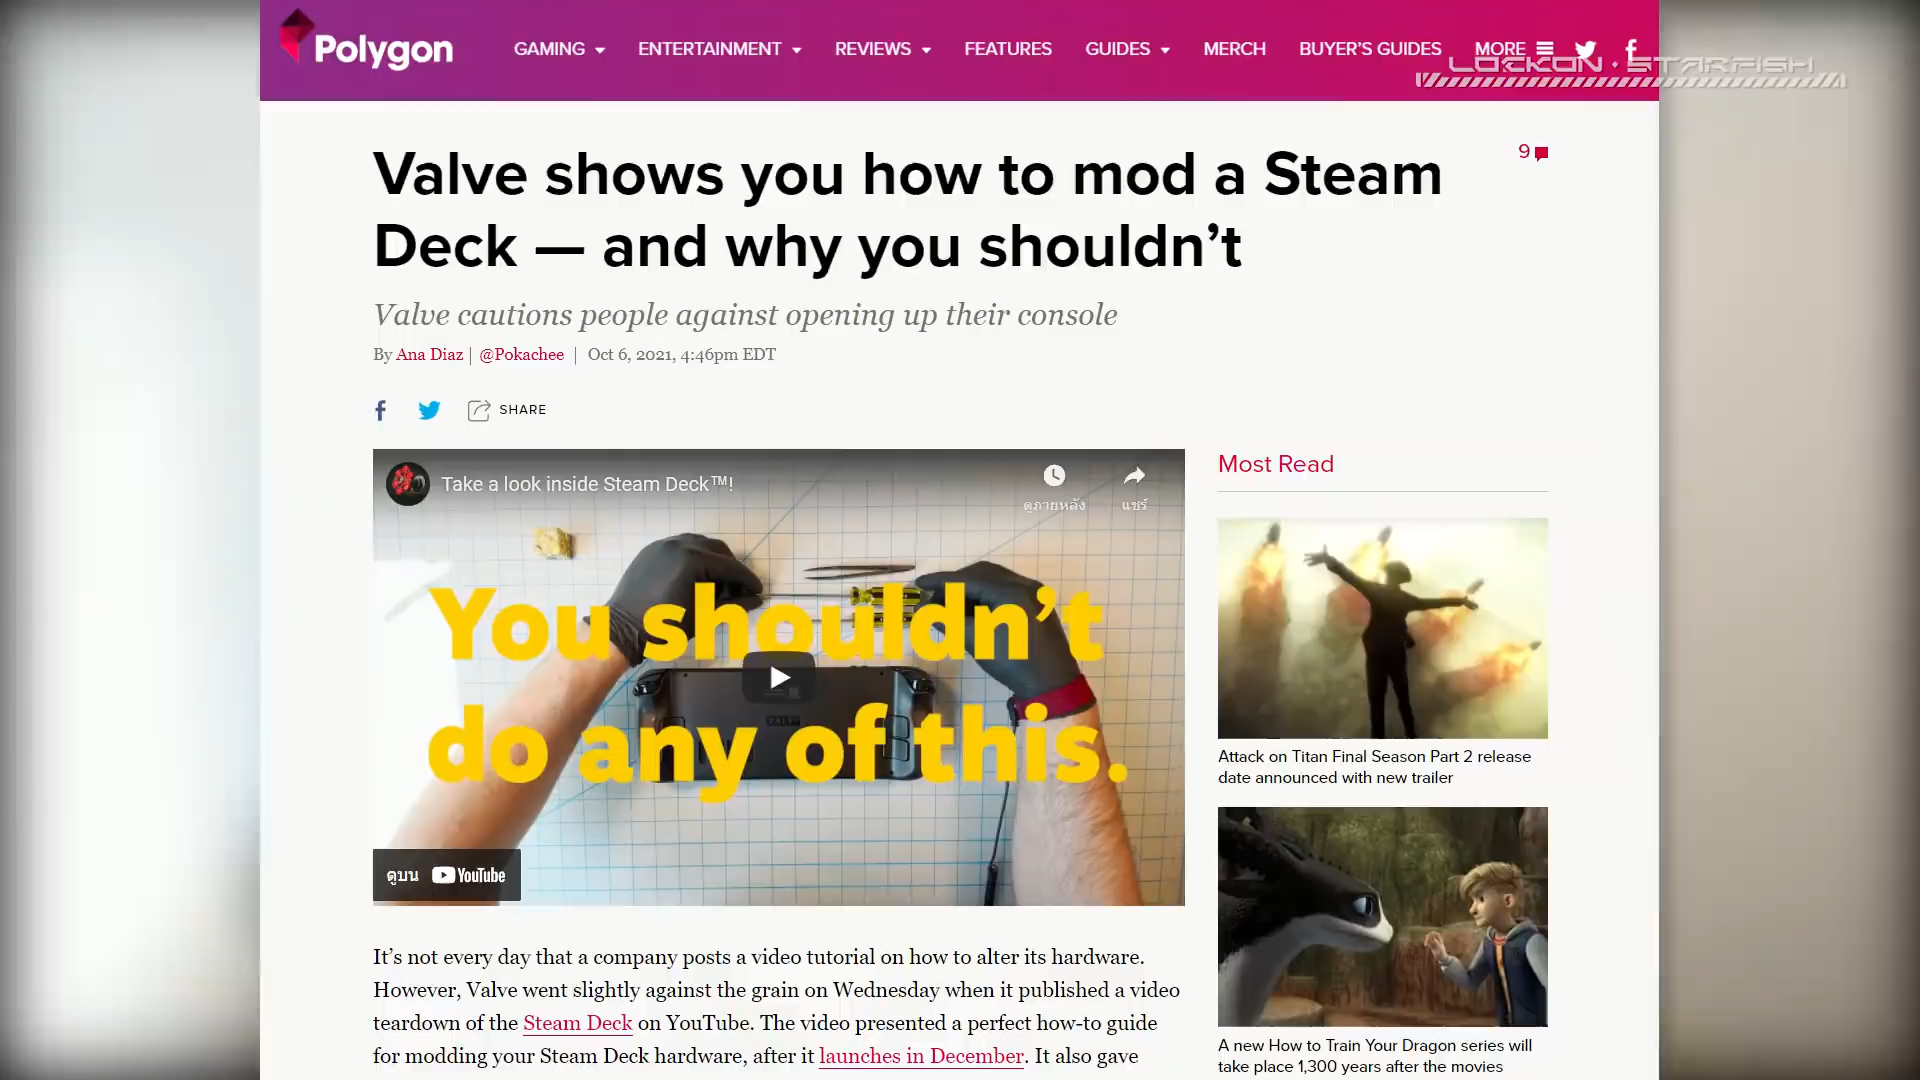 Polygon
GAMING
ENTERTAINMENT
REVIEWS
FEATURES
GUIDES
MERCH
BUYER'S GUIDES
MORE
LOCKON · STARFISH
Valve shows you how to mod a Steam
Deck — and why you shouldn't
9
Valve cautions people against opening up their console
By Ana Diaz | @Pokachee | Oct 6, 2021, 4:46pm EDT
SHARE
Take a look inside Steam Deck™!
ดูภายหลัง
แชร์
You shouldn't
do any of this.
ดูบน YouTube
It's not every day that a company posts a video tutorial on how to alter its hardware.
However, Valve went slightly against the grain on Wednesday when it published a video
teardown of the Steam Deck on YouTube. The video presented a perfect how-to guide
for modding your Steam Deck hardware, after it launches in December. It also gave
Most Read
Attack on Titan Final Season Part 2 release
date announced with new trailer
A new How to Train Your Dragon series will
take place 1,300 years after the movies